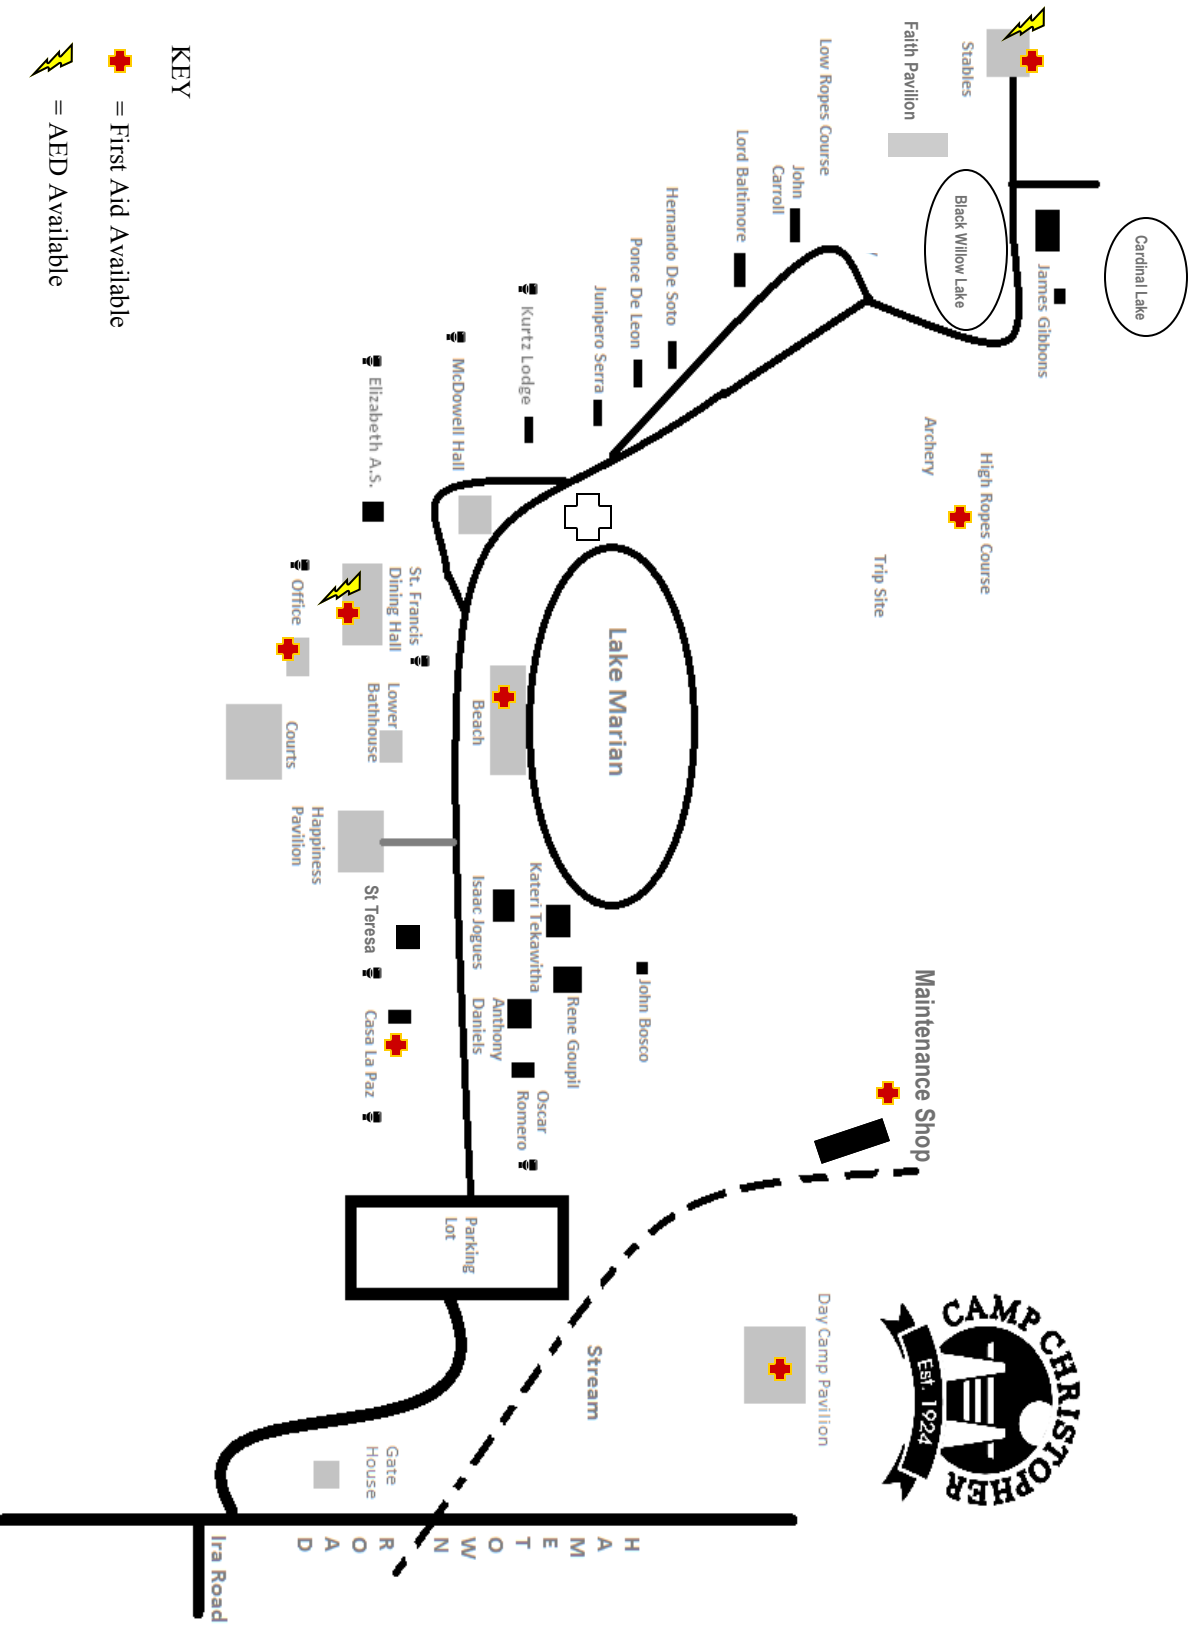 Cardinal Lake
CAMP CHRISTOPHER
Est. 1924
James Gibbons
Black Willow Lake
Stables
High Ropes Course
Archery
Faith Pavilion
Maintenance Shop
Trip Site
Low Ropes Course
Day Camp Pavilion
John
Carroll
Lord Baltimore
Hernando De Soto
Ponce De Leon
Junipero Serra
Lake Marian
John Bosco
Stream
HAMETOWN ROAD
Kurtz Lodge
Kateri Tekawitha
Rene Goupil
Oscar
Romero
McDowell Hall
Beach
Isaac Jogues
Anthony
Daniels
Parking
Lot
Elizabeth A.S.
St. Francis
Dining Hall
Lower
Bathhouse
St Teresa
Casa La Paz
Gate
House
Office
Courts
Happiness
Pavilion
Ira Road
KEY
= First Aid Available
= AED Available